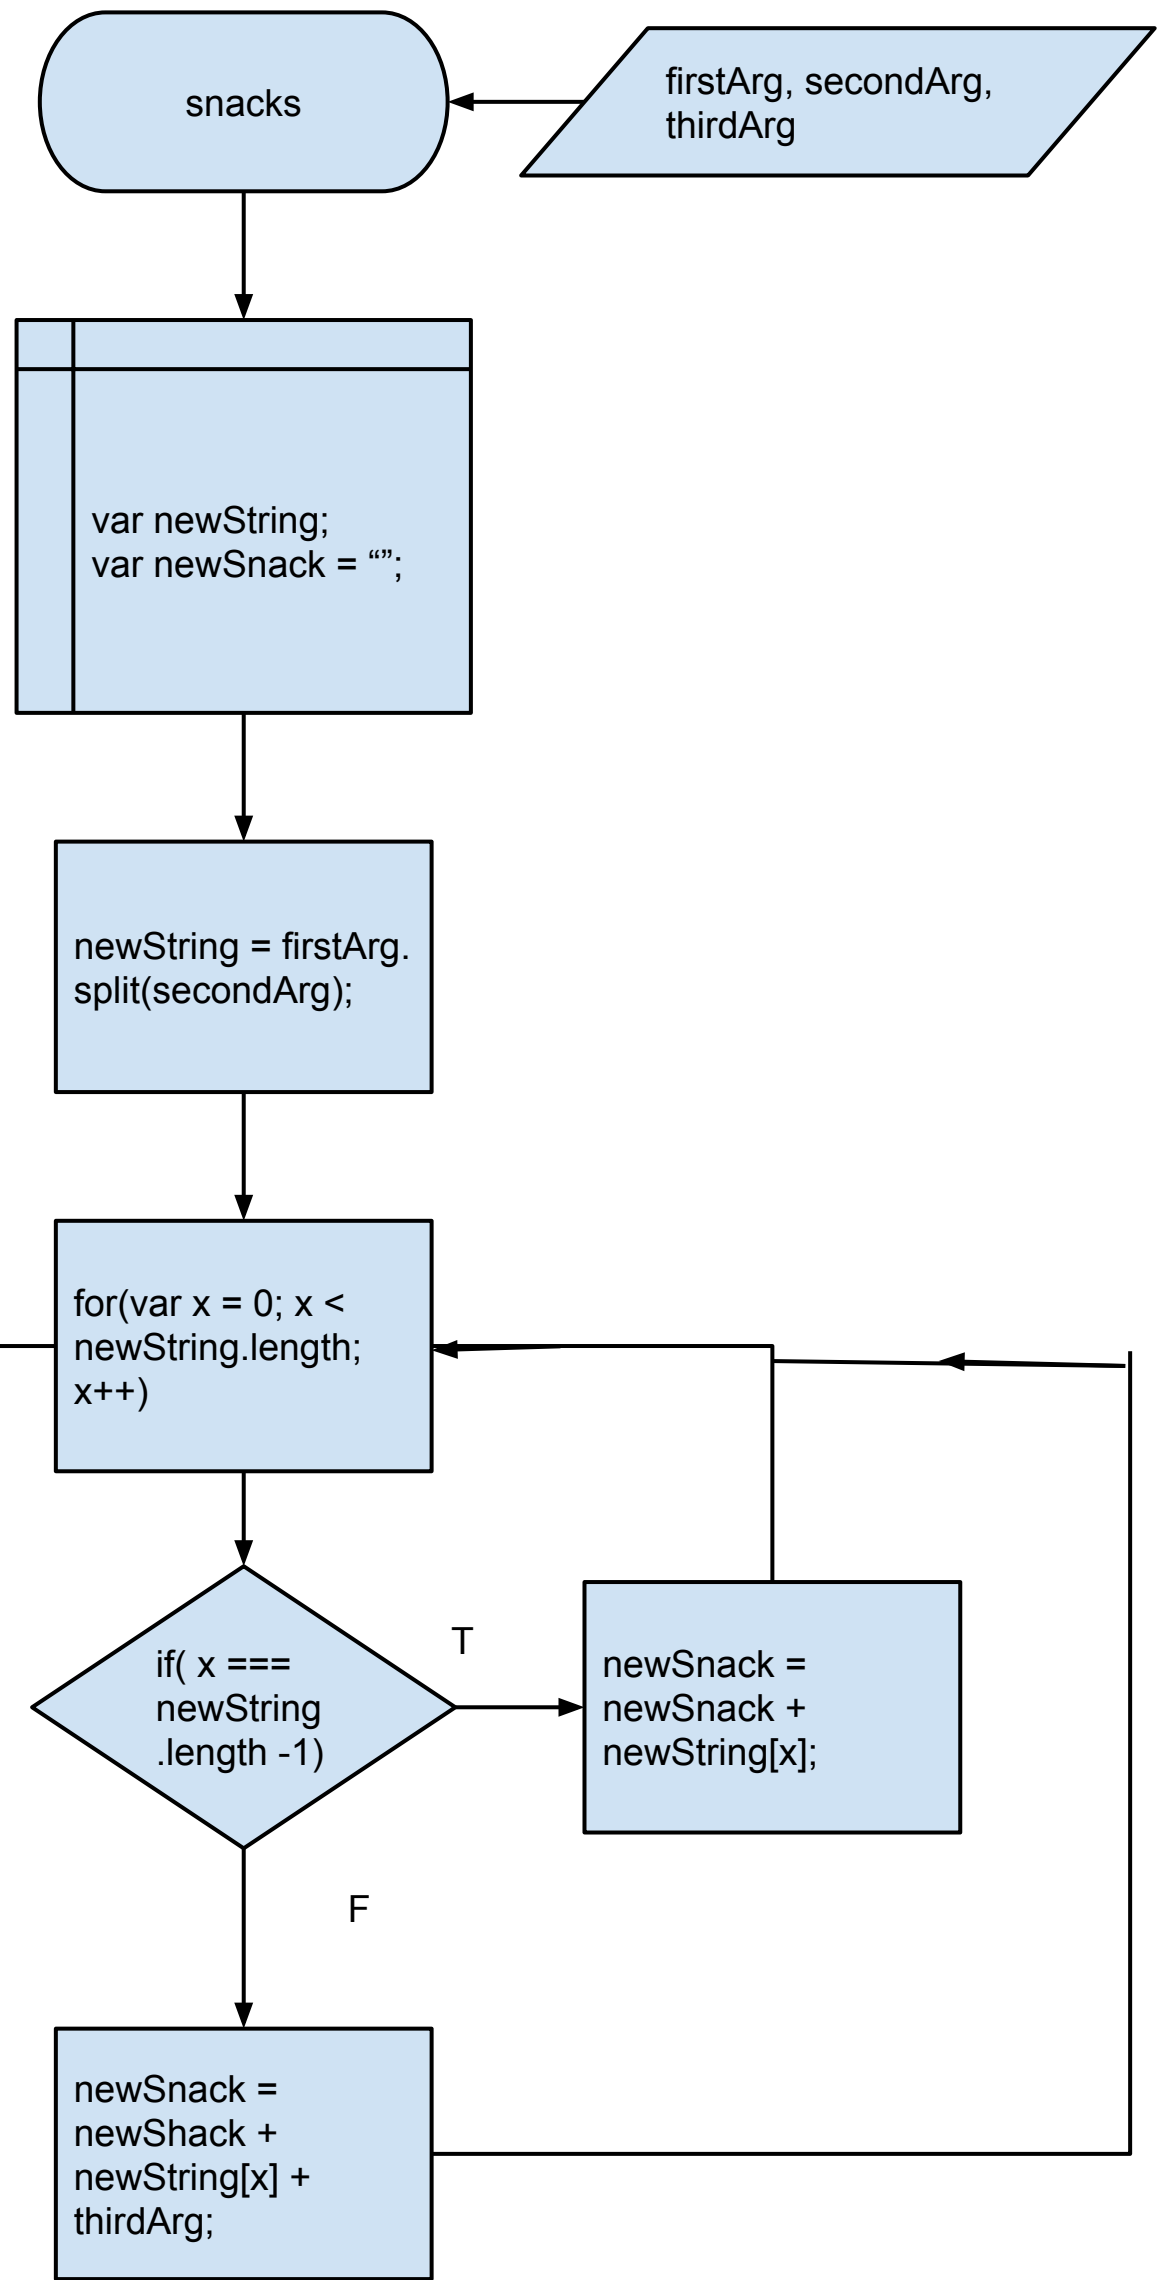 snacks
firstArg, secondArg,
thirdArg
var newString;
var newSnack = “”;
newString = firstArg.
split(secondArg);
for(var x = 0; x <
newString.length;
x++)
if( x ===
newString
.length -1)
T
newSnack =
newSnack +
newString[x];
F
newSnack =
newShack +
newString[x] +
thirdArg;